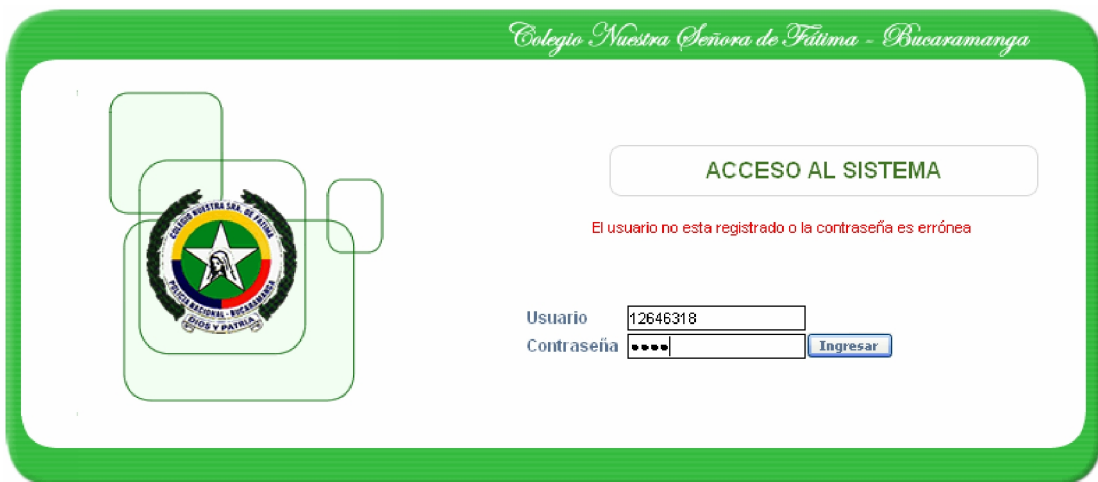 Colegio Nuestra Señora de Fátima - Bucaramanga
COLEGIO NUESTRA SRA. DE FATIMA
POLICIA NACIONAL - BUCARAMANGA
DIOS Y PATRIA
ACCESO AL SISTEMA
El usuario no esta registrado o la contraseña es errónea
Usuario 12646318
Contraseña ●●●● Ingresar